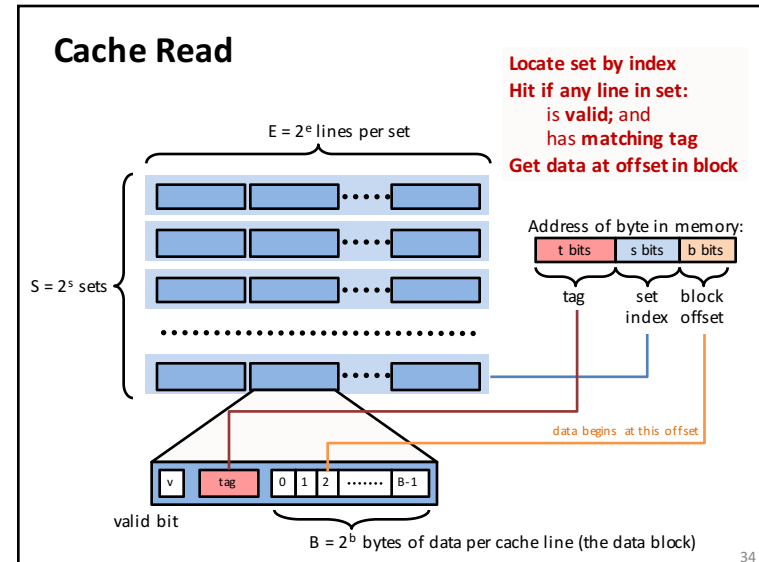 Cache Read
Locate set by index
Hit if any line in set:
is valid; and
has matching tag
Get data at offset in block
E = 2ᵉ lines per set
S = 2ˢ sets
Address of byte in memory:
t bits s bits b bits
tag set block
index offset
data begins at this offset
v tag 0 1 2 ....... B-1
valid bit
B = 2ᵇ bytes of data per cache line (the data block)
34